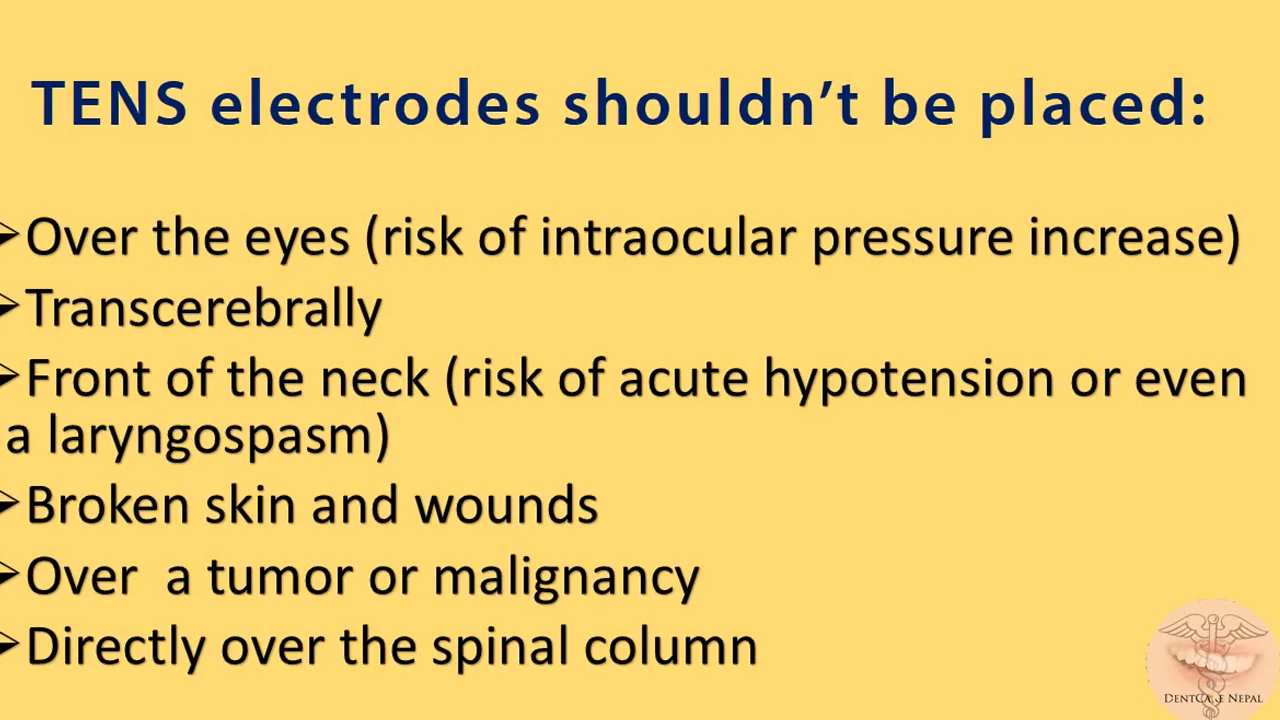 TENS electrodes shouldn’t be placed:
➢Over the eyes (risk of intraocular pressure increase)
➢Transcerebrally
➢Front of the neck (risk of acute hypotension or even
a laryngospasm)
➢Broken skin and wounds
➢Over a tumor or malignancy
➢Directly over the spinal column
NEPAL